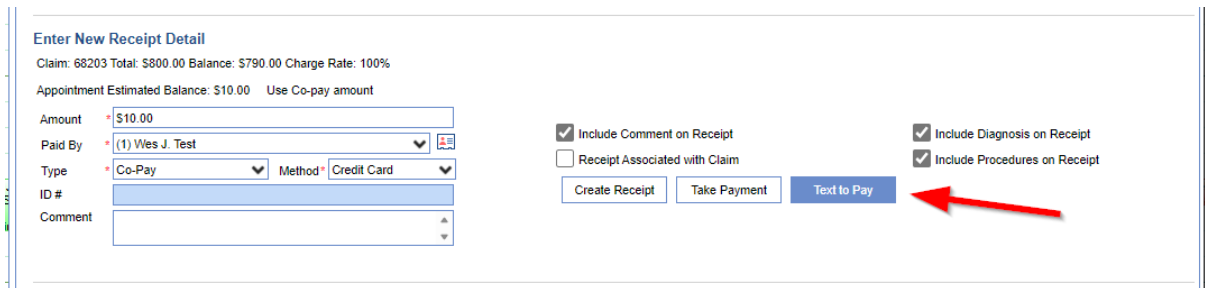 Enter New Receipt Detail
Claim: 68203 Total: $800.00 Balance: $790.00 Charge Rate: 100%
Appointment Estimated Balance: $10.00 Use Co-pay amount
Amount * $10.00
Paid By * (1) Wes J. Test
Type * Co-Pay Method * Credit Card
ID #
Comment
Include Comment on Receipt Include Diagnosis on Receipt
Receipt Associated with Claim Include Procedures on Receipt
Create Receipt Take Payment Text to Pay